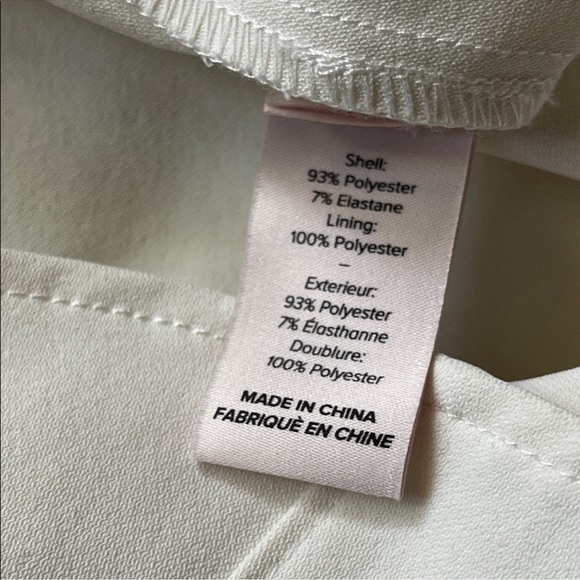 Shell:
93% Polyester
7% Elastane
Lining:
100% Polyester
–
Exterieur:
93% Polyester
7% Élasthanne
Doublure:
100% Polyester
MADE IN CHINA
FABRIQUÈ EN CHINE